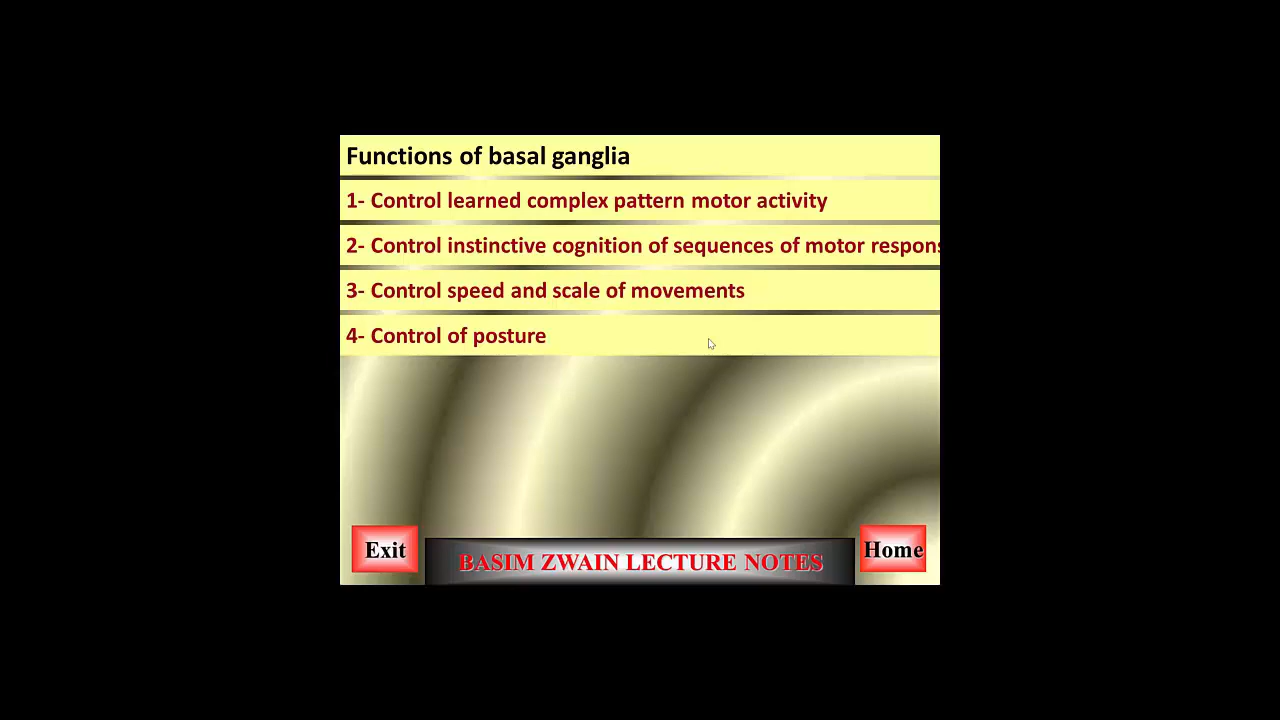 Functions of basal ganglia
1- Control learned complex pattern motor activity
2- Control instinctive cognition of sequences of motor respons
3- Control speed and scale of movements
4- Control of posture
Exit
BASIM ZWAIN LECTURE NOTES
Home